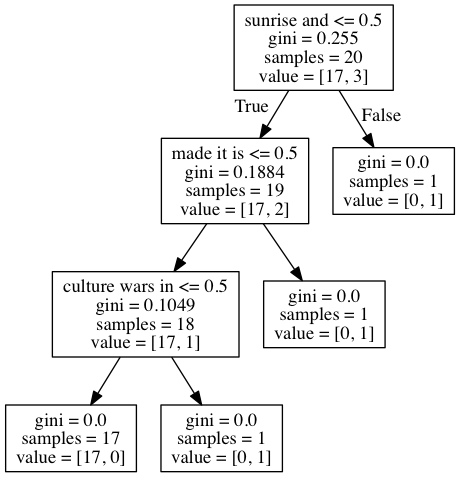 sunrise and <= 0.5
gini = 0.255
samples = 20
value = [17, 3]
True
False
made it is <= 0.5
gini = 0.1884
samples = 19
value = [17, 2]
gini = 0.0
samples = 1
value = [0, 1]
culture wars in <= 0.5
gini = 0.1049
samples = 18
value = [17, 1]
gini = 0.0
samples = 1
value = [0, 1]
gini = 0.0
samples = 17
value = [17, 0]
gini = 0.0
samples = 1
value = [0, 1]